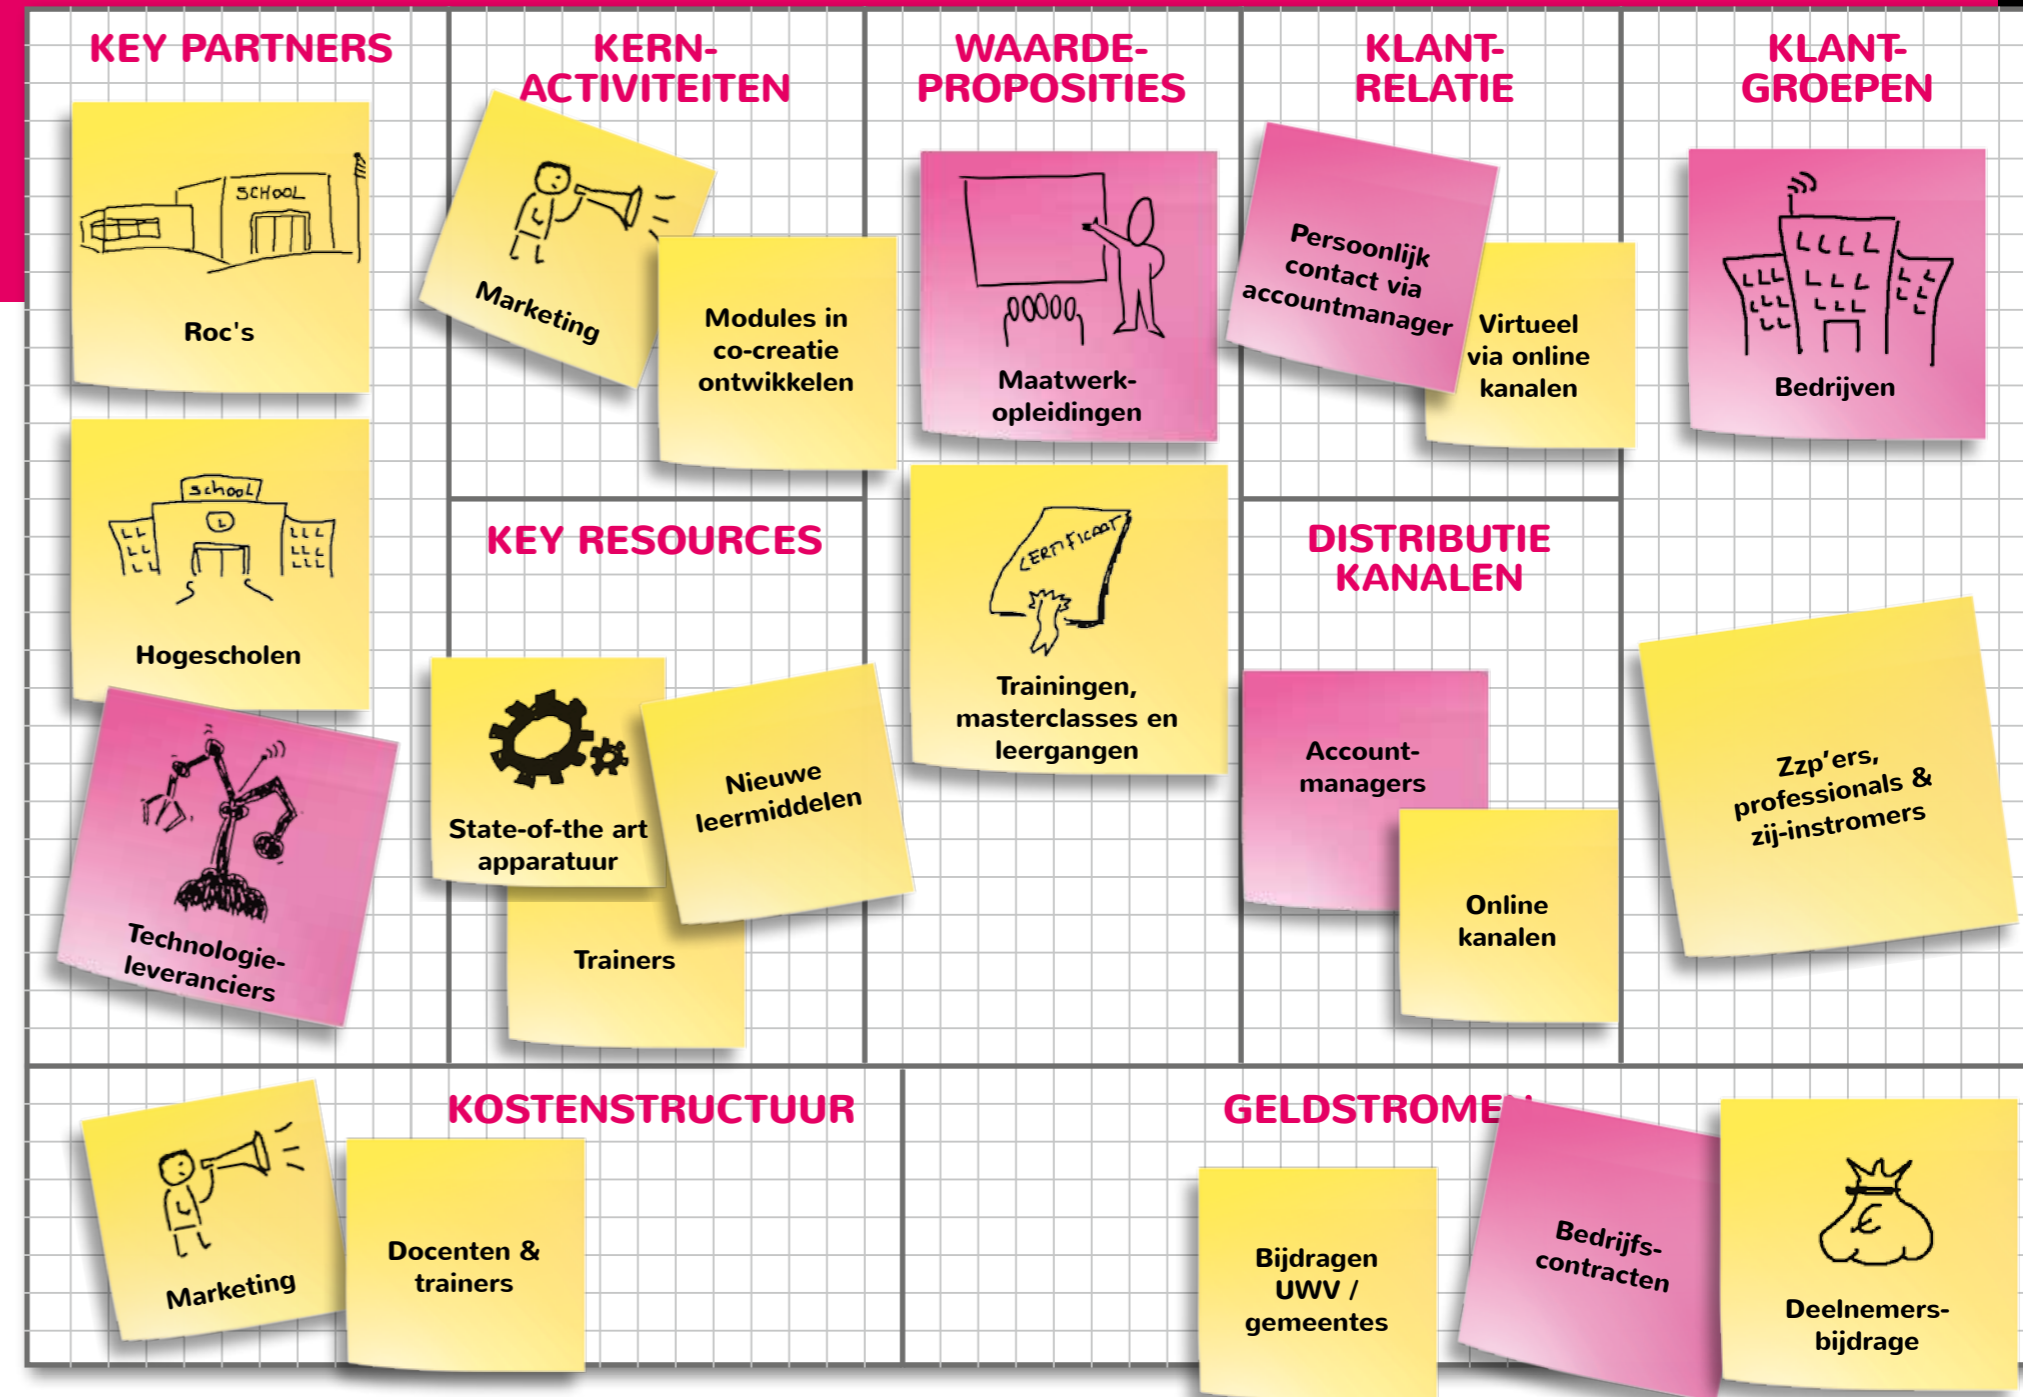 KEY PARTNERS
SCHOOL
Roc's
School
Hogescholen
Technologie-
leveranciers
KERN-
ACTIVITEITEN
Marketing
Modules in
co-creatie
ontwikkelen
KEY RESOURCES
State-of-the art
apparatuur
Nieuwe
leermiddelen
Trainers
WAARDE-
PROPOSITIES
Maatwerk-
opleidingen
CERTIFICAAT
Trainingen,
masterclasses en
leergangen
KLANT-
RELATIE
Persoonlijk
contact via
accountmanager
Virtueel
via online
kanalen
DISTRIBUTIE
KANALEN
Account-
managers
Online
kanalen
KLANT-
GROEPEN
Bedrijven
Zzp'ers,
professionals &
zij-instromers
KOSTENSTRUCTUUR
Marketing
Docenten &
trainers
GELDSTROMEN
Bijdragen
UWV /
gemeentes
Bedrijfs-
contracten
€
Deelnemers-
bijdrage